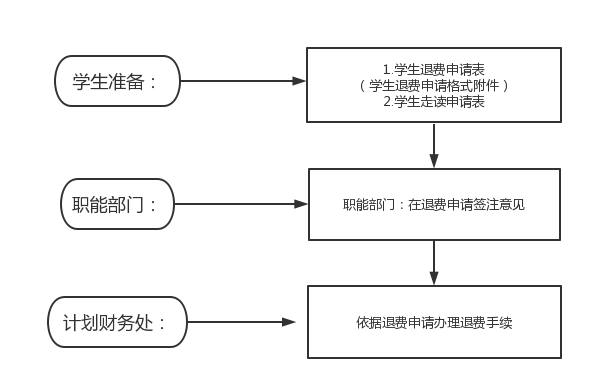 学生准备：
1.学生退费申请表
（学生退费申请格式附件）
2.学生走读申请表
职能部门：
职能部门：在退费申请签注意见
计划财务处：
依据退费申请办理退费手续